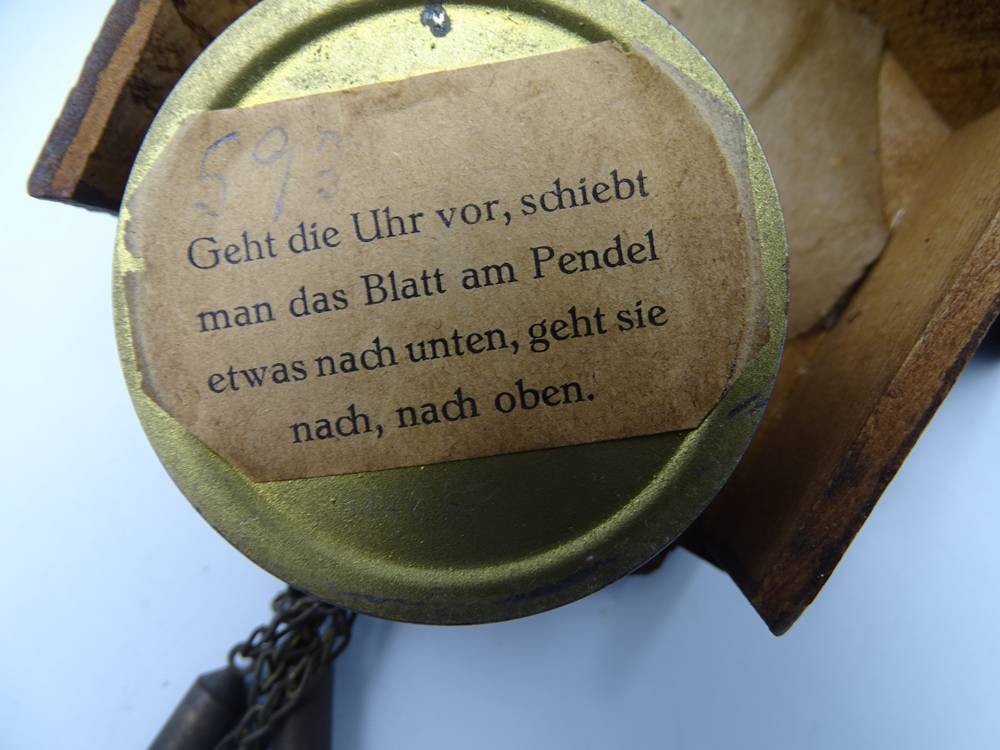 593
Geht die Uhr vor, schiebt
man das Blatt am Pendel
etwas nach unten, geht sie
nach, nach oben.